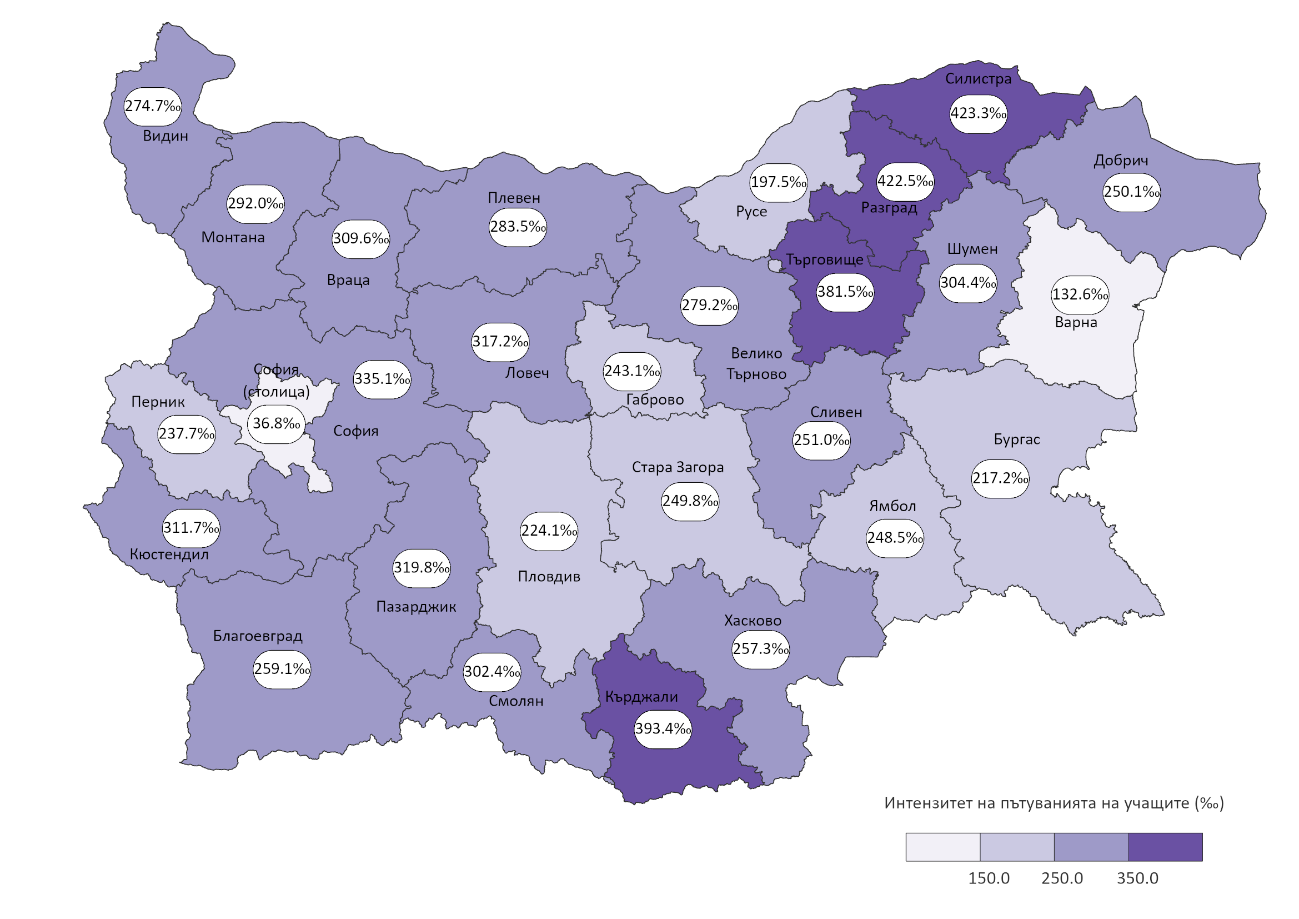 274.7‰
Видин
292.0‰
Монтана
309.6‰
Враца
Плевен
283.5‰
197.5‰
Русе
Силистра
423.3‰
422.5‰
Разград
Добрич
250.1‰
Търговище
381.5‰
Шумен
304.4‰
132.6‰
Варна
279.2‰
Велико
Търново
317.2‰
Ловеч
243.1‰
Габрово
София
(столица)
36.8‰
335.1‰
София
Перник
237.7‰
311.7‰
Кюстендил
Сливен
251.0‰
Бургас
217.2‰
Стара Загора
249.8‰
Ямбол
248.5‰
224.1‰
Пловдив
319.8‰
Пазарджик
Благоевград
259.1‰
302.4‰
Смолян
Хасково
257.3‰
Кърджали
393.4‰
Интензитет на пътуванията на учащите (‰)
150.0 250.0 350.0